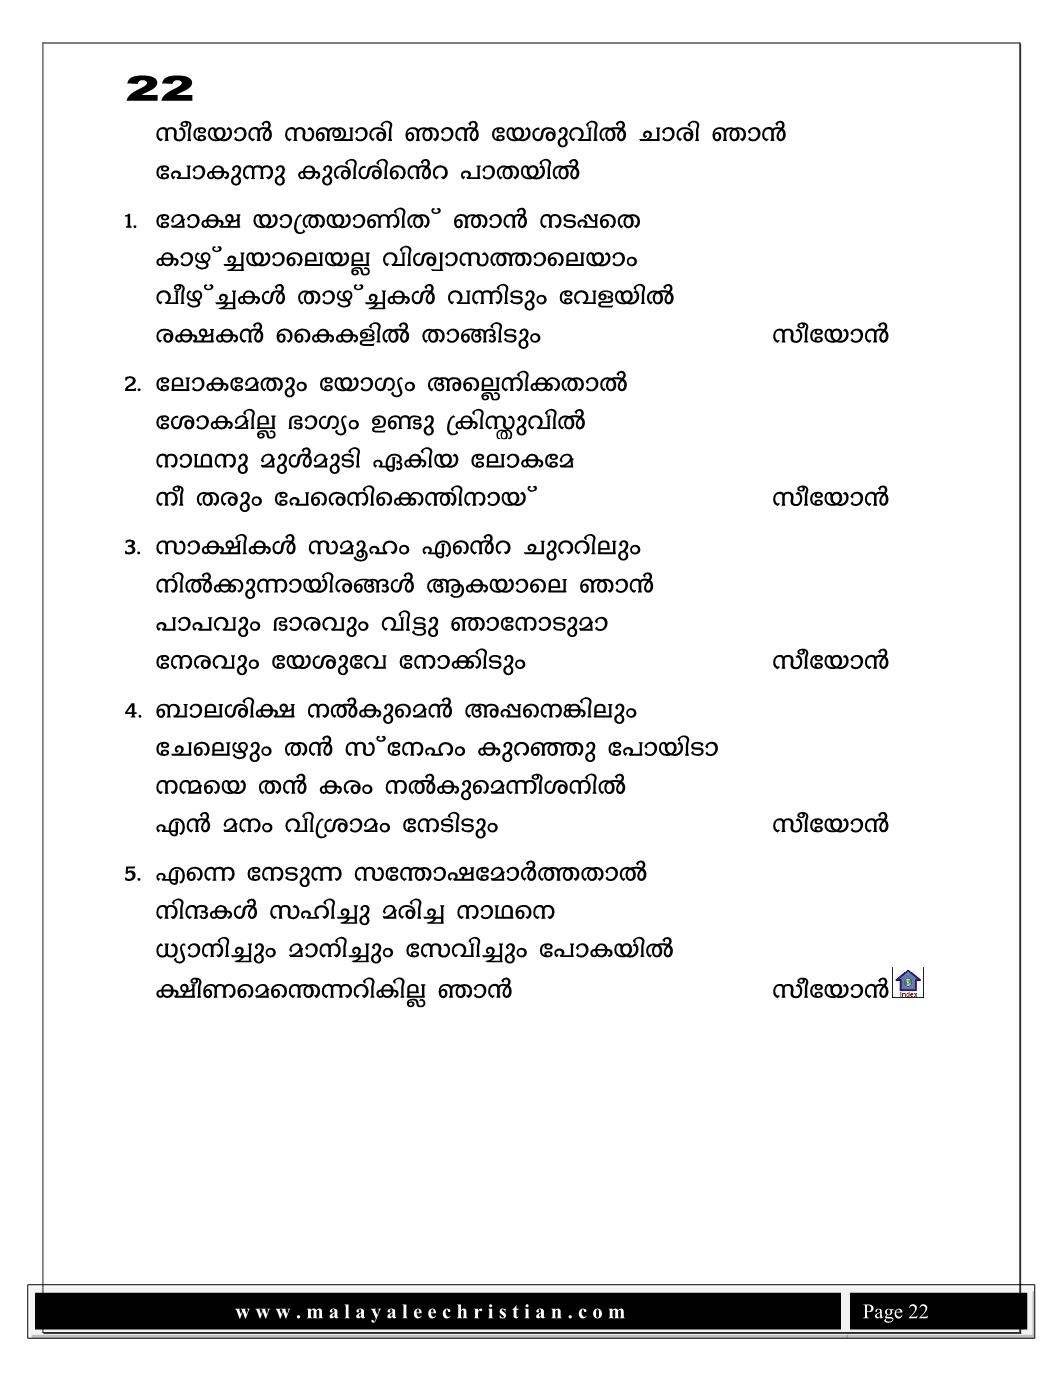 22
സീയോൻ സഞ്ചാരി ഞാൻ യേശുവിൽ ചാരി ഞാൻ
പോകുന്നു കുരിശിൻെറ പാതയിൽ
1. മോക്ഷ യാത്രയാണിത് ഞാൻ നടപ്പതെ
കാഴ്ച്ചയാലെയല്ല വിശ്വാസത്താലെയാം
വീഴ്ച്ചകൾ താഴ്ച്ചകൾ വന്നിടും വേളയിൽ
രക്ഷകൻ കൈകളിൽ താങ്ങിടും സീയോൻ
2. ലോകമേതും യോഗ്യം അല്ലെനിക്കതാൽ
ശോകമില്ല ഭാഗ്യം ഉണ്ടു ക്രിസ്തുവിൽ
നാഥനു മുൾമുടി ഏകിയ ലോകമേ
നീ തരും പേരെനിക്കെന്തിനായ് സീയോൻ
3. സാക്ഷികൾ സമൂഹം എൻെറ ചുററിലും
നിൽക്കുന്നായിരങ്ങൾ ആകയാലെ ഞാൻ
പാപവും ഭാരവും വിട്ടു ഞാനോടുമാ
നേരവും യേശുവേ നോക്കിടും സീയോൻ
4. ബാലശിക്ഷ നൽകുമെൻ അപ്പനെങ്കിലും
ചേലെഴും തൻ സ്നേഹം കുറഞ്ഞു പോയിടാ
നന്മയെ തൻ കരം നൽകുമെന്നീശനിൽ
എൻ മനം വിശ്രാമം നേടിടും സീയോൻ
5. എന്നെ നേടുന്ന സന്തോഷമോർത്തതാൽ
നിന്ദകൾ സഹിച്ചു മരിച്ച നാഥനെ
ധ്യാനിച്ചും മാനിച്ചും സേവിച്ചും പോകയിൽ
ക്ഷീണമെന്തെന്നറികില്ല ഞാൻ സീയോൻ
Index
www.malayaleechristian.com Page 22